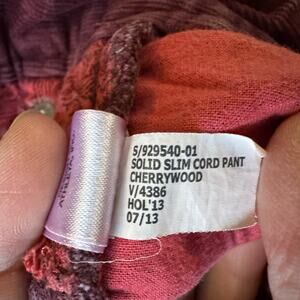 S/929540-01
SOLID SLIM CORD PANT
CHERRYWOOD
V/4386
HOL'13
07/13